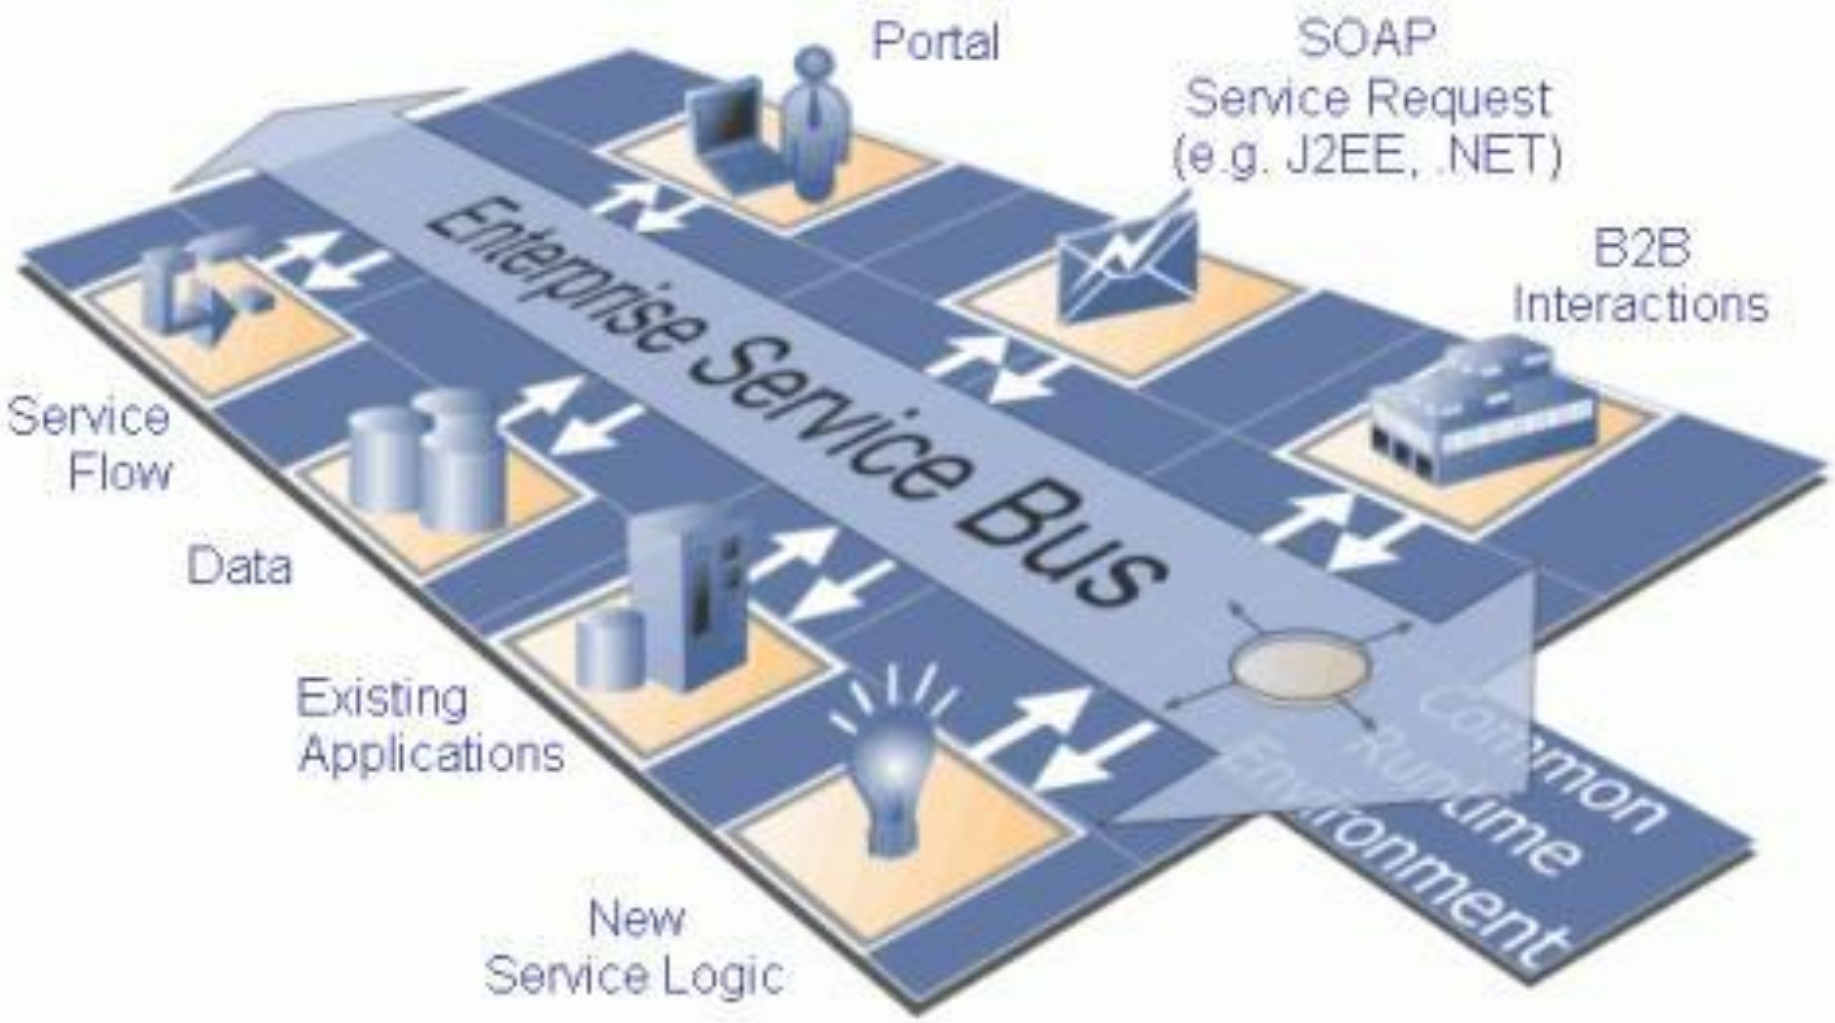 Portal
SOAP
Service Request
(e.g. J2EE, .NET)
B2B
Interactions
Enterprise Service Bus
Service
Flow
Data
Existing
Applications
New
Service Logic
Common
Runtime
Environment